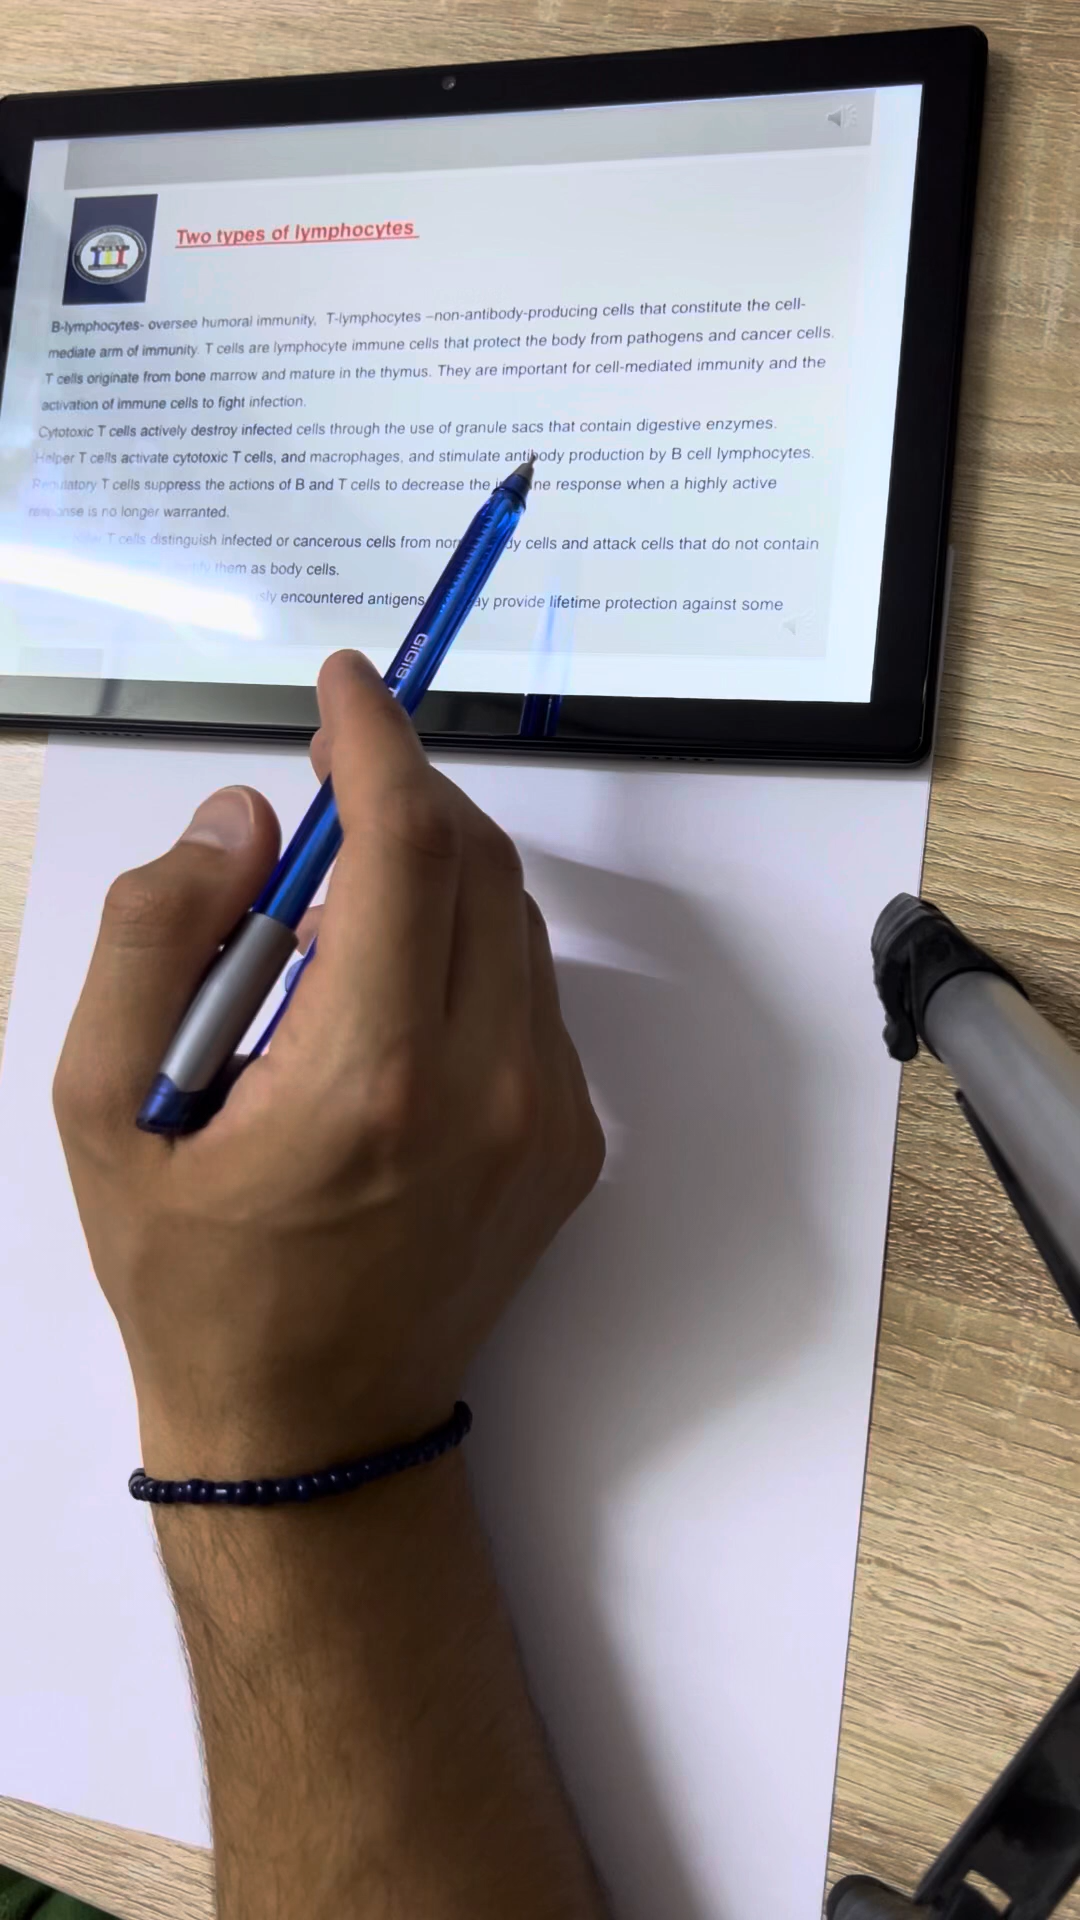 Two types of lymphocytes
B-lymphocytes- oversee humoral immunity. T-lymphocytes –non-antibody-producing cells that constitute the cell-
mediate arm of immunity. T cells are lymphocyte immune cells that protect the body from pathogens and cancer cells.
T cells originate from bone marrow and mature in the thymus. They are important for cell-mediated immunity and the
activation of immune cells to fight infection.
Cytotoxic T cells actively destroy infected cells through the use of granule sacs that contain digestive enzymes.
Helper T cells activate cytotoxic T cells, and macrophages, and stimulate antibody production by B cell lymphocytes.
Regulatory T cells suppress the actions of B and T cells to decrease the response when a highly active
response is no longer warranted.
T cells distinguish infected or cancerous cells from cells and attack cells that do not contain
them as body cells.
encountered antigens provide lifetime protection against some
GIGIS